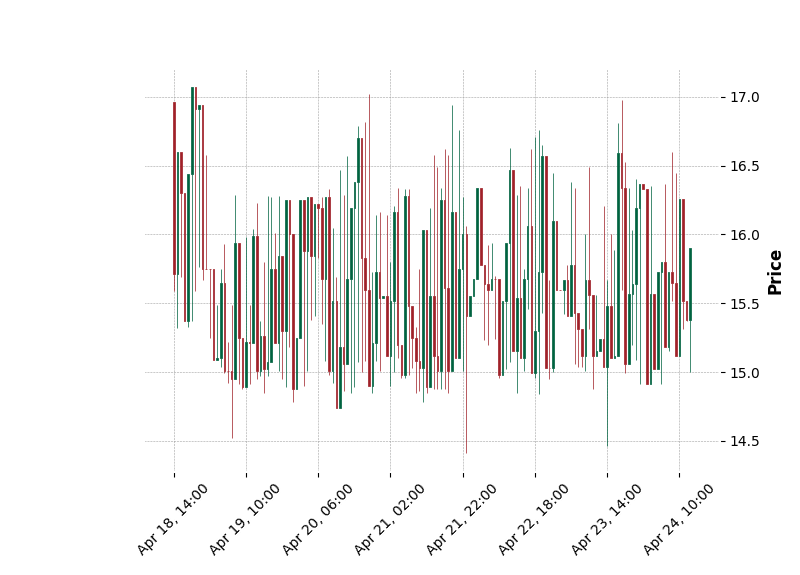 17.0
16.5
16.0
15.5
15.0
14.5
Price
Apr 18, 14:00
Apr 19, 10:00
Apr 20, 06:00
Apr 21, 02:00
Apr 21, 22:00
Apr 22, 18:00
Apr 23, 14:00
Apr 24, 10:00